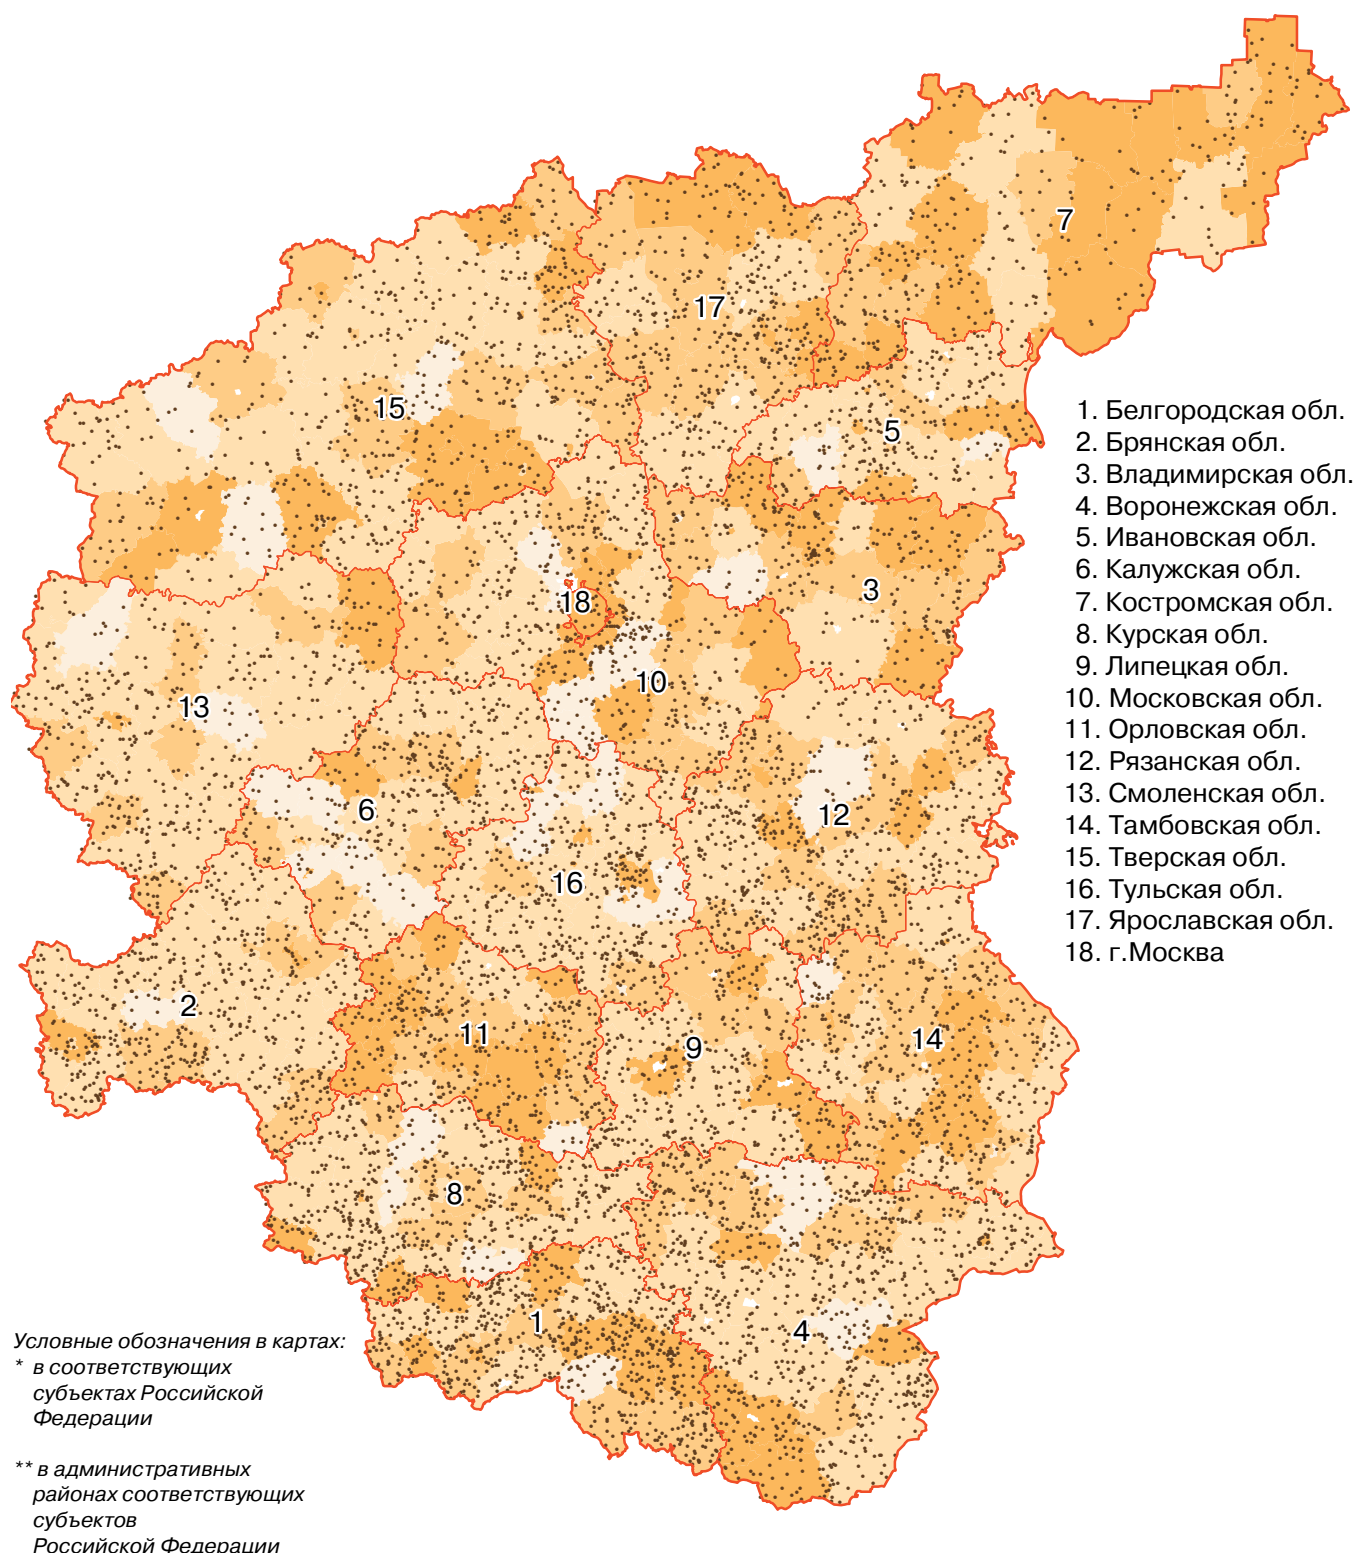 7
17
15
5
1. Белгородская обл.
2. Брянская обл.
3. Владимирская обл.
4. Воронежская обл.
5. Ивановская обл.
6. Калужская обл.
7. Костромская обл.
8. Курская обл.
9. Липецкая обл.
10. Московская обл.
11. Орловская обл.
12. Рязанская обл.
13. Смоленская обл.
14. Тамбовская обл.
15. Тверская обл.
16. Тульская обл.
17. Ярославская обл.
18. г.Москва
3
18
10
13
6
12
16
2
11
9
14
8
1
4
Условные обозначения в картах:
* в соответствующих
субъектах Российской
Федерации
** в административных
районах соответствующих
субъектов
Российской Федерации